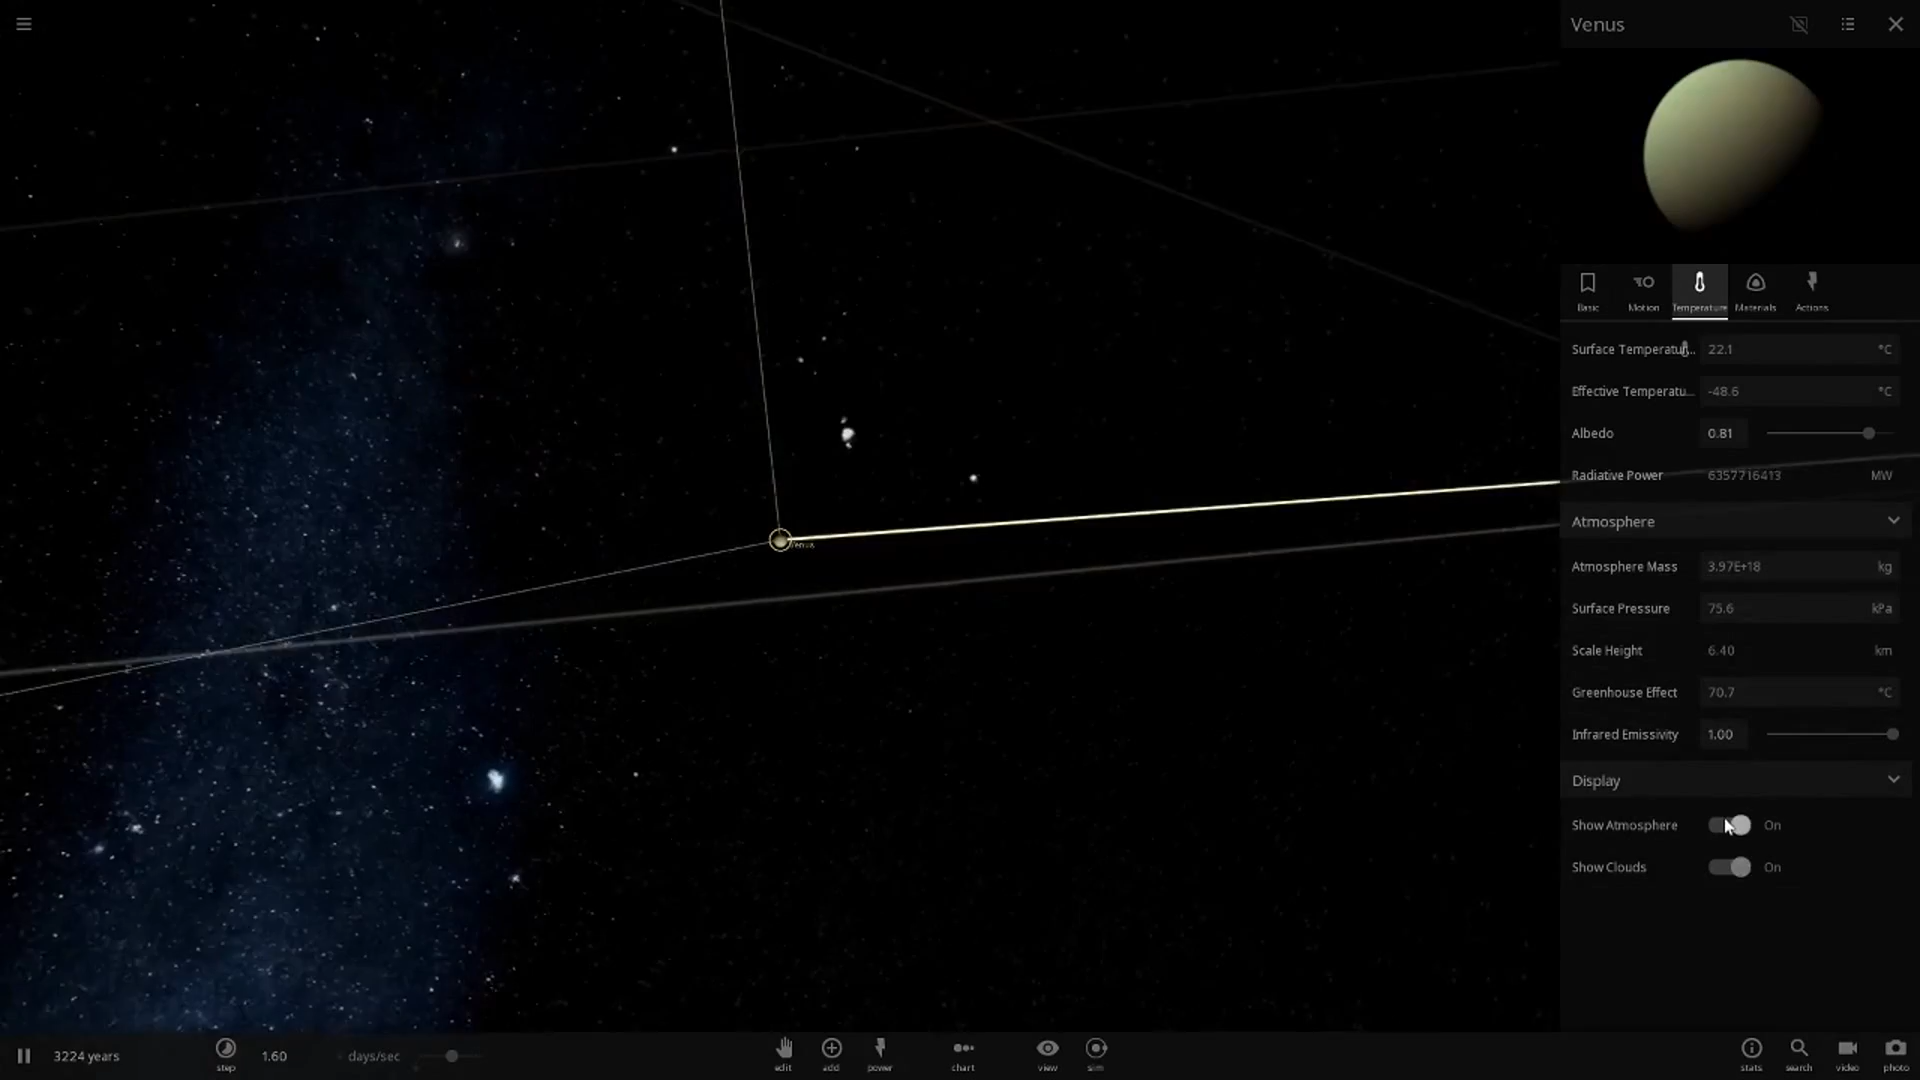 Venus
Basic Motion Temperature Materials Actions
Surface Temperatur... 22.1 °C
Effective Temperatu... -48.6 °C
Albedo 0.81
Radiative Power 6357716413 MW
Atmosphere
Atmosphere Mass 3.97E+18 kg
Surface Pressure 75.6 kPa
Scale Height 6.40 km
Greenhouse Effect 70.7 °C
Infrared Emissivity 1.00
Display
Show Atmosphere On
Show Clouds On
Venus
3224 years step 1.60 days/sec edit add power chart view sim stats search video photo